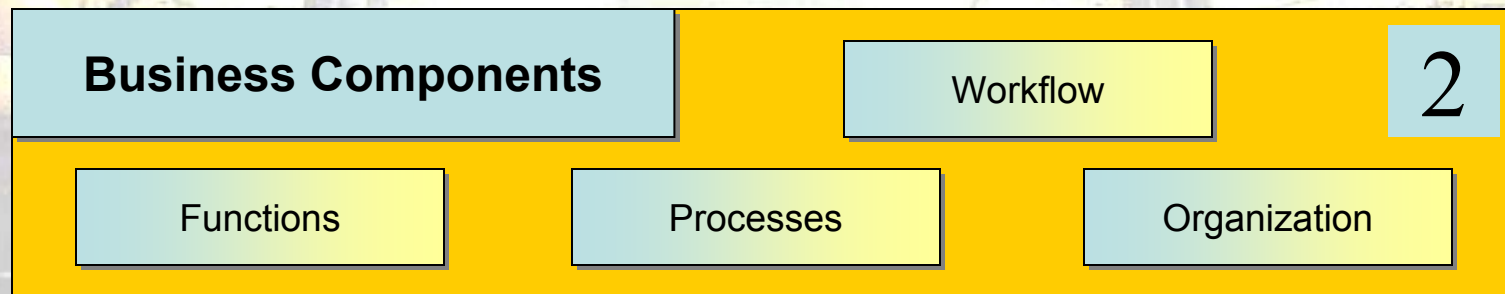 Business Components
Workflow
2
Functions
Processes
Organization